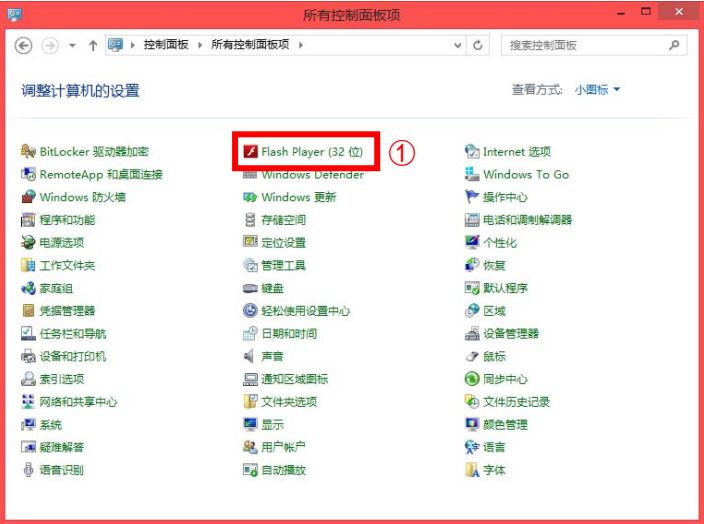 所有控制面板项
控制面板 所有控制面板项
搜索控制面板
调整计算机的设置
查看方式: 小图标
BitLocker 驱动器加密
Flash Player (32 位)
①
Internet 选项
RemoteApp 和桌面连接
Windows Defender
Windows To Go
Windows 防火墙
Windows 更新
操作中心
程序和功能
存储空间
电话和调制解调器
电源选项
定位设置
个性化
工作文件夹
管理工具
恢复
家庭组
键盘
默认程序
凭据管理器
轻松使用设置中心
区域
任务栏和导航
日期和时间
设备管理器
设备和打印机
声音
鼠标
索引选项
通知区域图标
同步中心
网络和共享中心
文件夹选项
文件历史记录
系统
显示
颜色管理
疑难解答
用户帐户
语言
语音识别
自动播放
字体